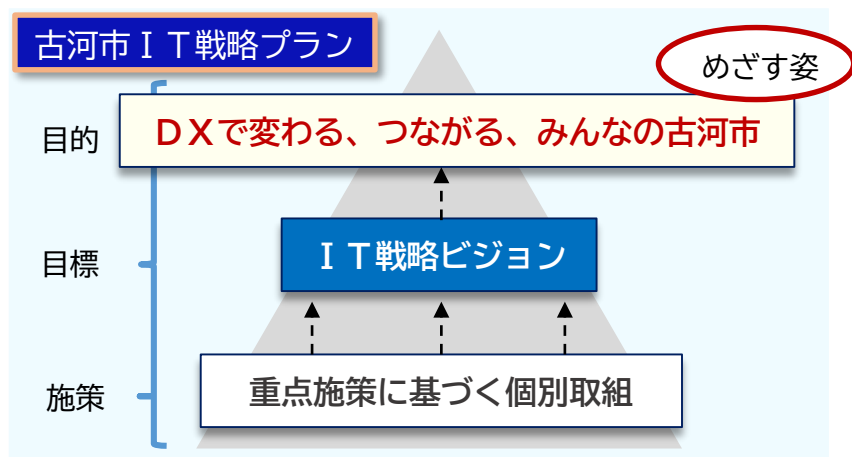 古河市ＩＴ戦略プラン
めざす姿
目的
ＤＸで変わる、つながる、みんなの古河市
目標
ＩＴ戦略ビジョン
施策
重点施策に基づく個別取組